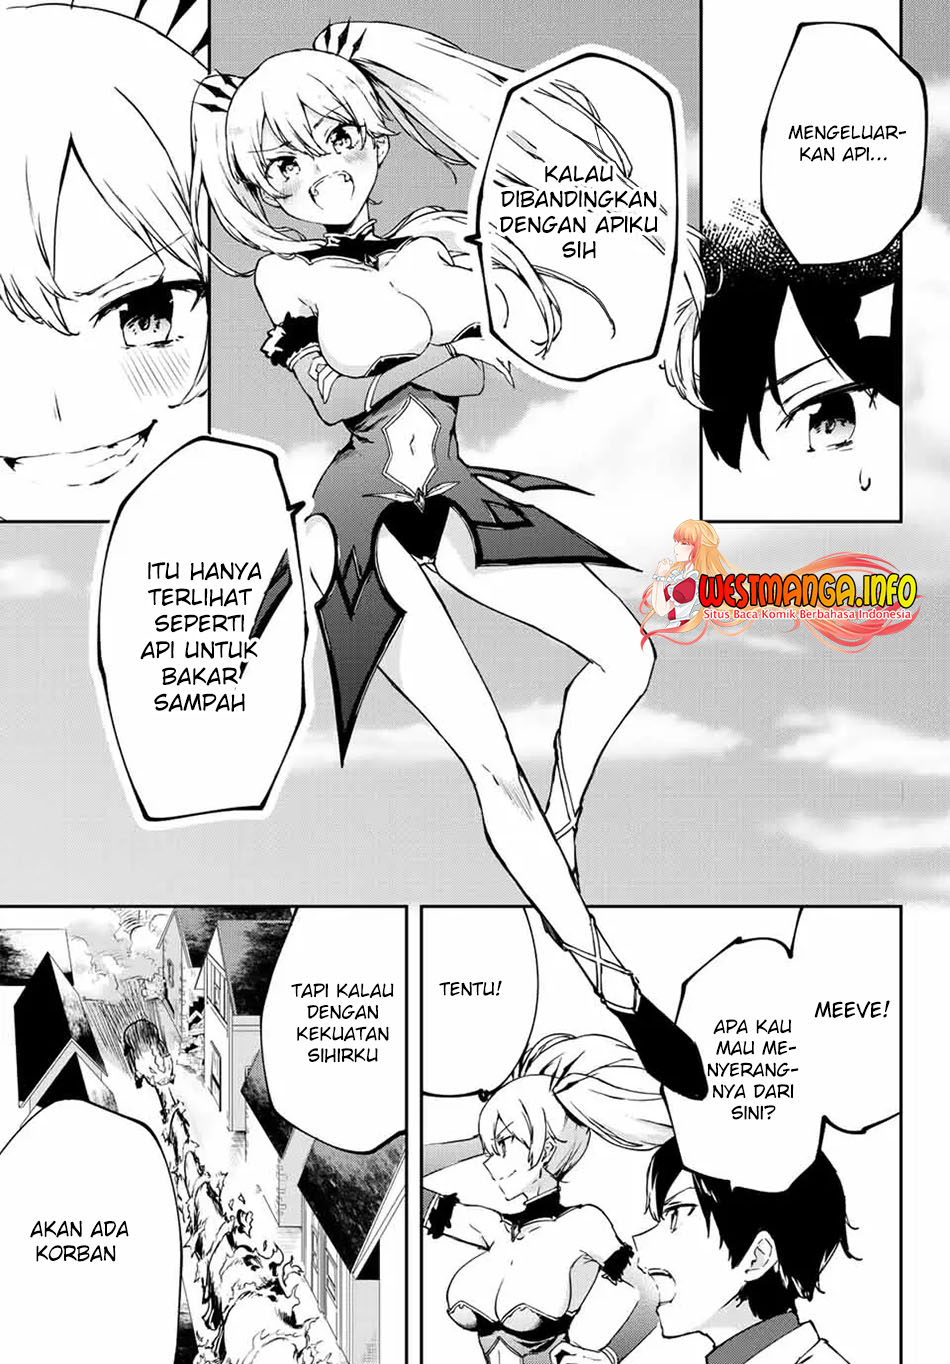 MENGELUAR-
KAN API...
KALAU
DIBANDINGKAN
DENGAN APIKU
SIH
ITU HANYA
TERLIHAT
SEPERTI
API UNTUK
BAKAR
SAMPAH
WESTMANGA.INFO
Situs Baca Komik Berbahasa Indonesia
MEEVE!
APA KAU
MAU ME-
NYERANG-
NYA DARI
SINI?
TENTU!
TAPI KALAU
DENGAN
KEKUATAN
SIHIRKU
AKAN ADA
KORBAN